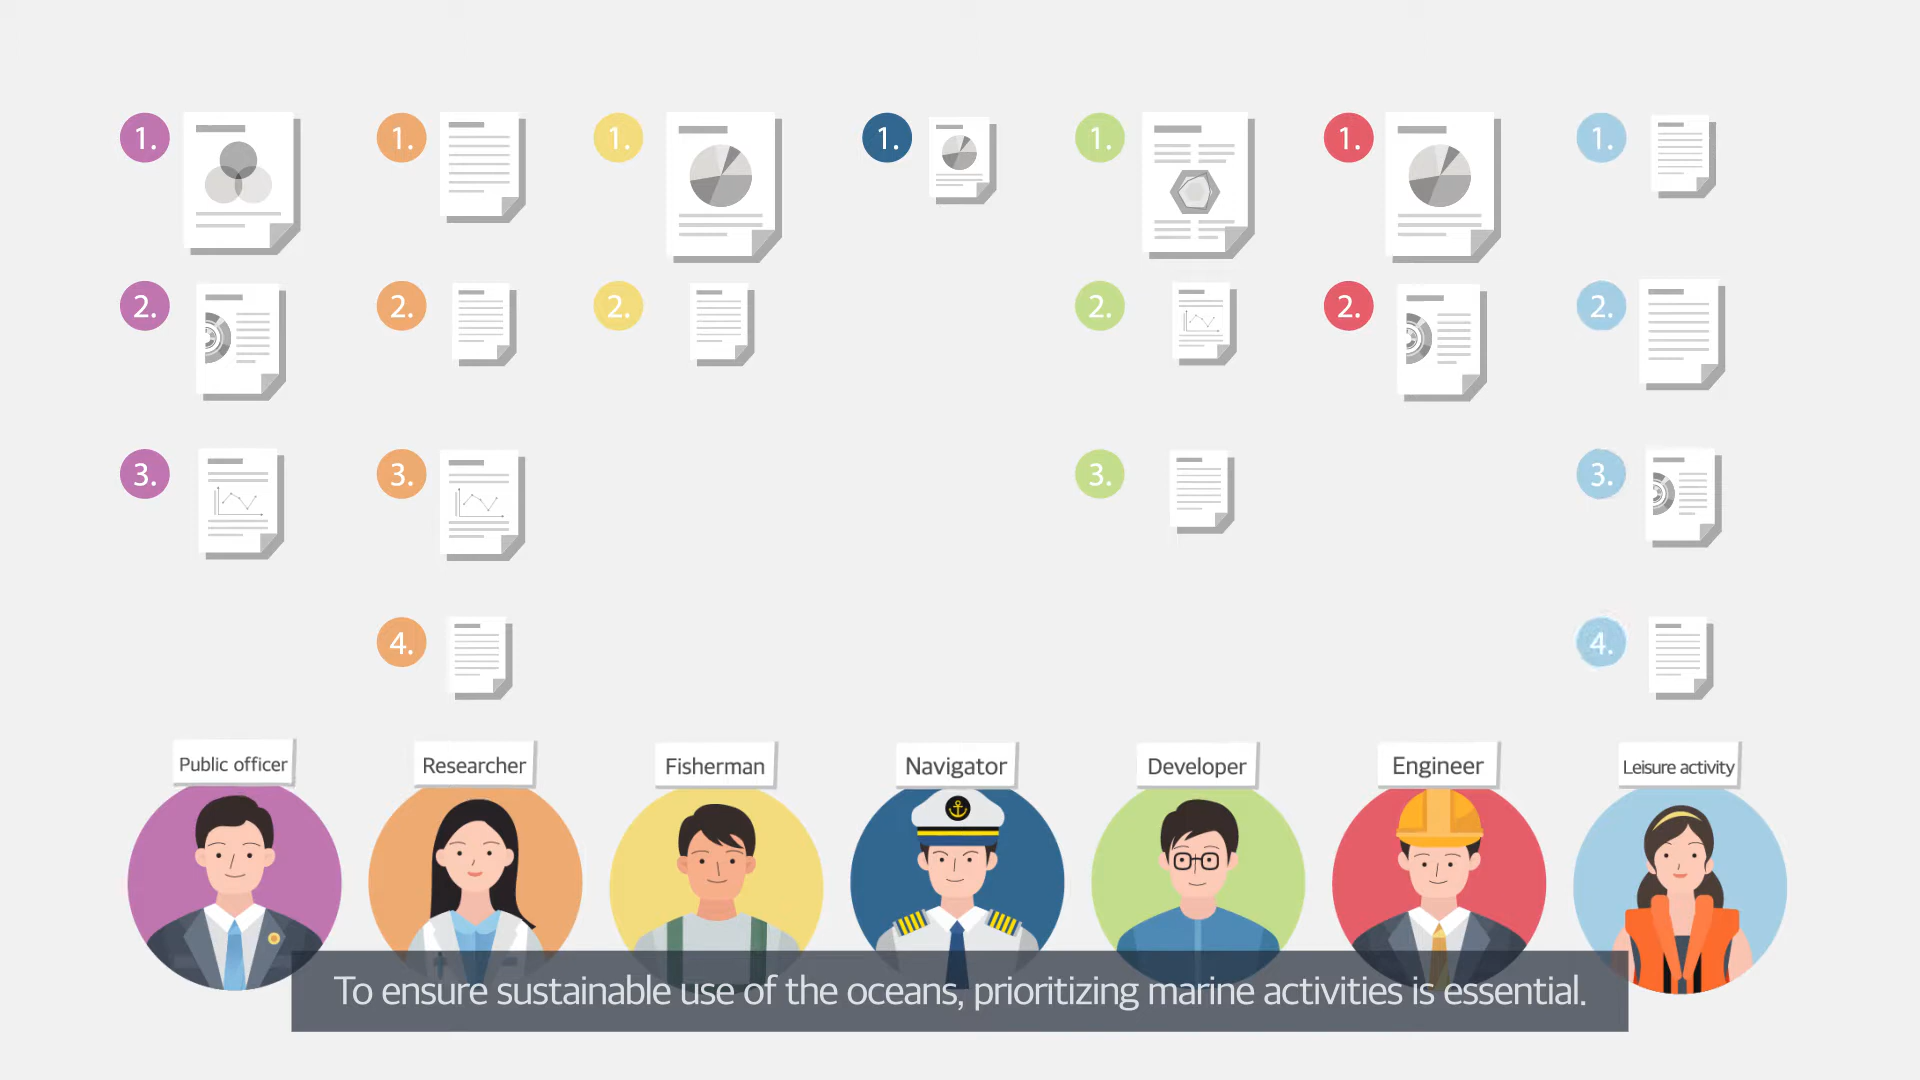 1. 1. 1. 1. 1. 1. 1.
2. 2. 2. 2. 2. 2.
3. 3. 3. 3.
4. 4.
Public officer Researcher Fisherman Navigator Developer Engineer Leisure activity
To ensure sustainable use of the oceans, prioritizing marine activities is essential.